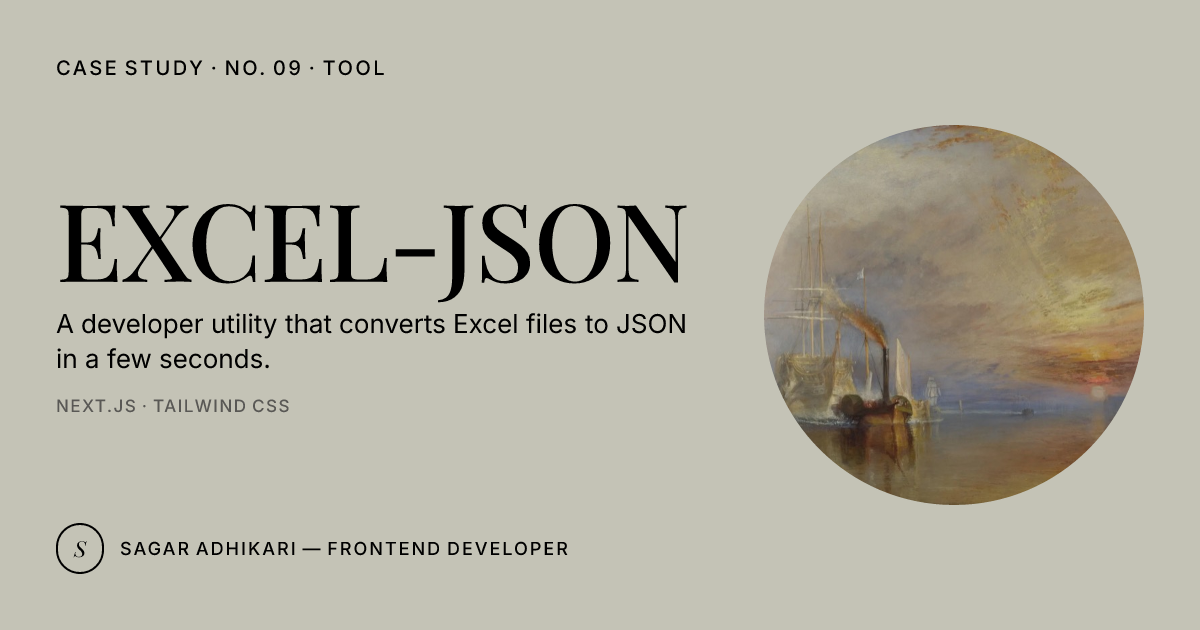 CASE STUDY · NO. 09 · TOOL
EXCEL–JSON
A developer utility that converts Excel files to JSON
in a few seconds.
NEXT.JS · TAILWIND CSS
S
SAGAR ADHIKARI — FRONTEND DEVELOPER